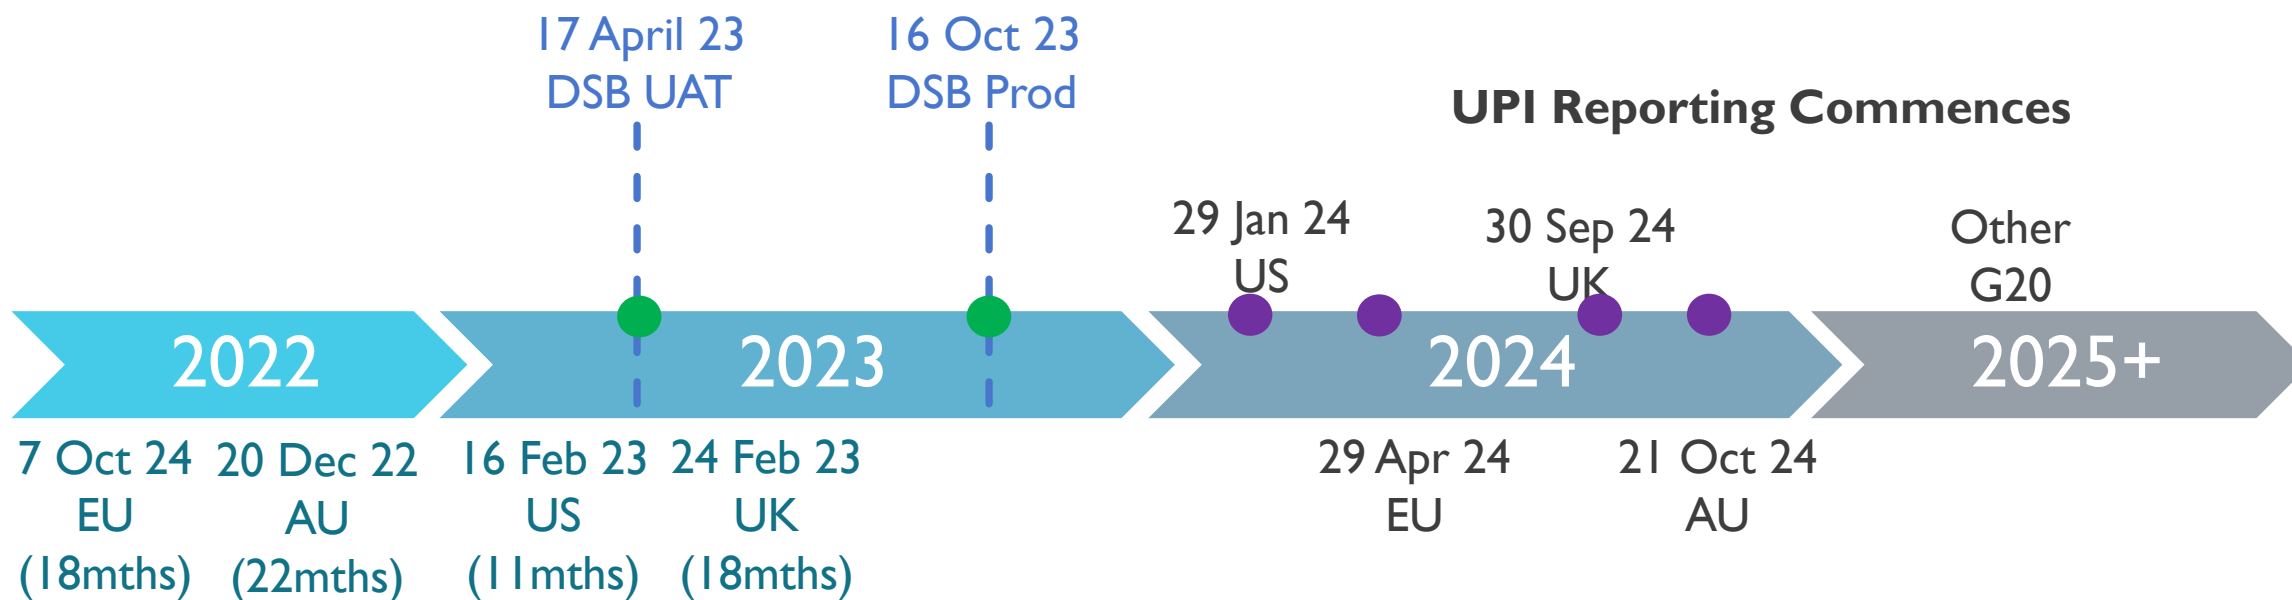 17 April 23
DSB UAT
16 Oct 23
DSB Prod
UPI Reporting Commences
29 Jan 24
US
30 Sep 24
UK
Other
G20
2022
2023
2024
2025+
7 Oct 24
EU
(18mths)
20 Dec 22
AU
(22mths)
16 Feb 23
US
(11mths)
24 Feb 23
UK
(18mths)
29 Apr 24
EU
21 Oct 24
AU